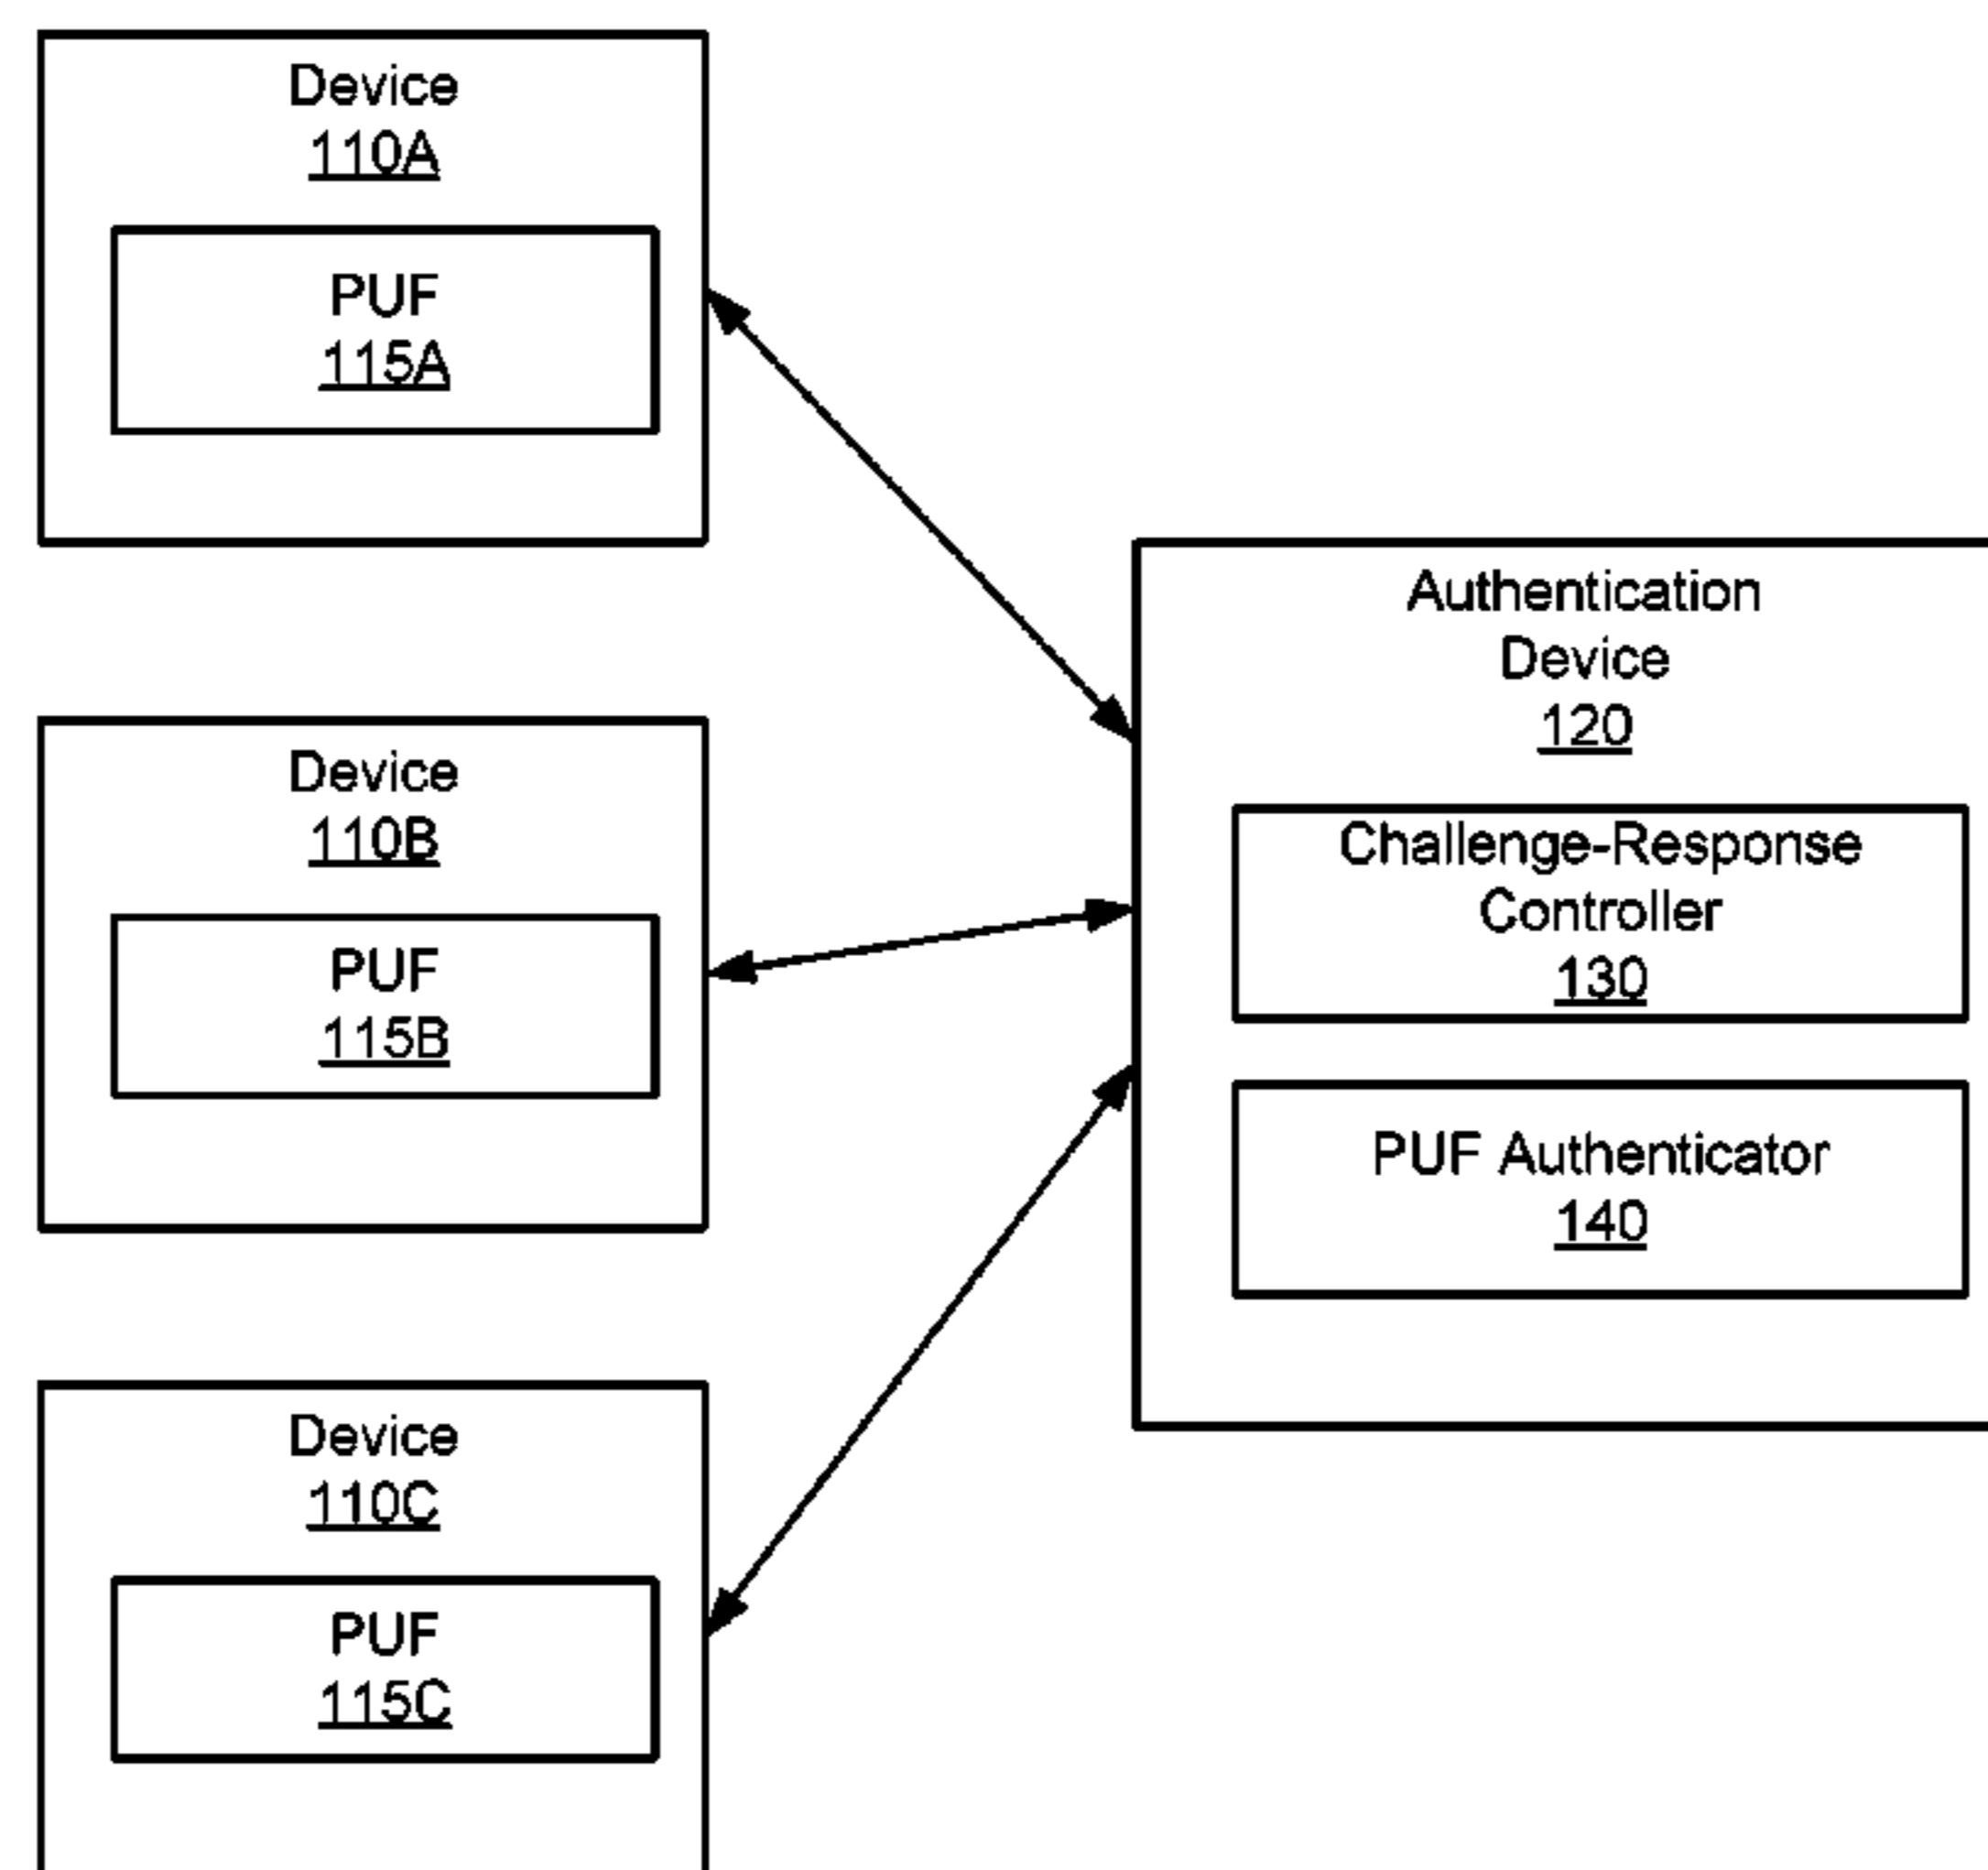 Device
110A
PUF
115A
Device
110B
PUF
115B
Device
110C
PUF
115C
Authentication
Device
120
Challenge-Response
Controller
130
PUF Authenticator
140